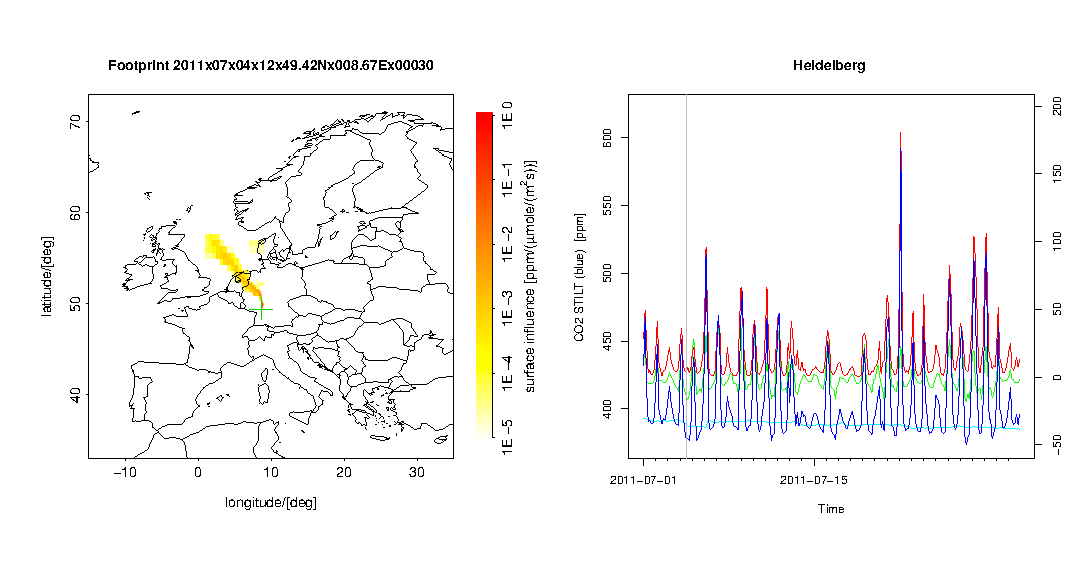 Footprint 2011x07x04x12x49.42Nx008.67Ex00030
70
60
50
40
latitude/[deg]
−10 0 10 20 30
longitude/[deg]
1E 0
1E−1
1E−2
1E−3
1E−4
1E−5
surface influence [ppm/(µmole/(m2s))]
Heidelberg
600
550
500
450
400
CO2 STILT (blue) [ppm]
200
150
100
50
0
−50
2011−07−01 2011−07−15
Time